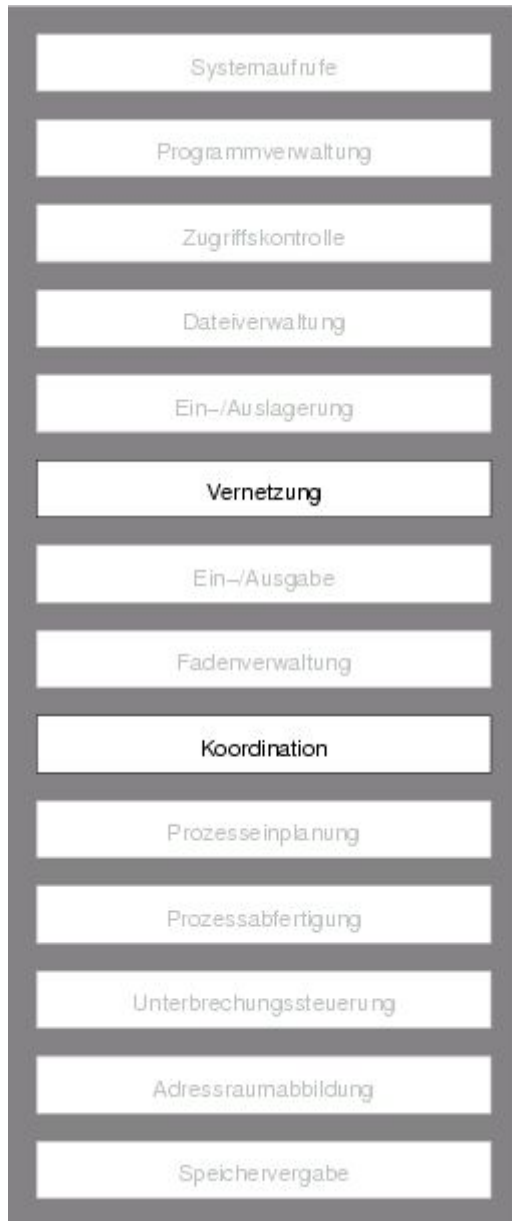 Systemaufrufe
Programmverwaltung
Zugriffskontrolle
Dateiverwaltung
Ein–/Auslagerung
Vernetzung
Ein–/Ausgabe
Fadenverwaltung
Koordination
Prozesseinplanung
Prozessabfertigung
Unterbrechungssteuerung
Adressraumabbildung
Speichervergabe